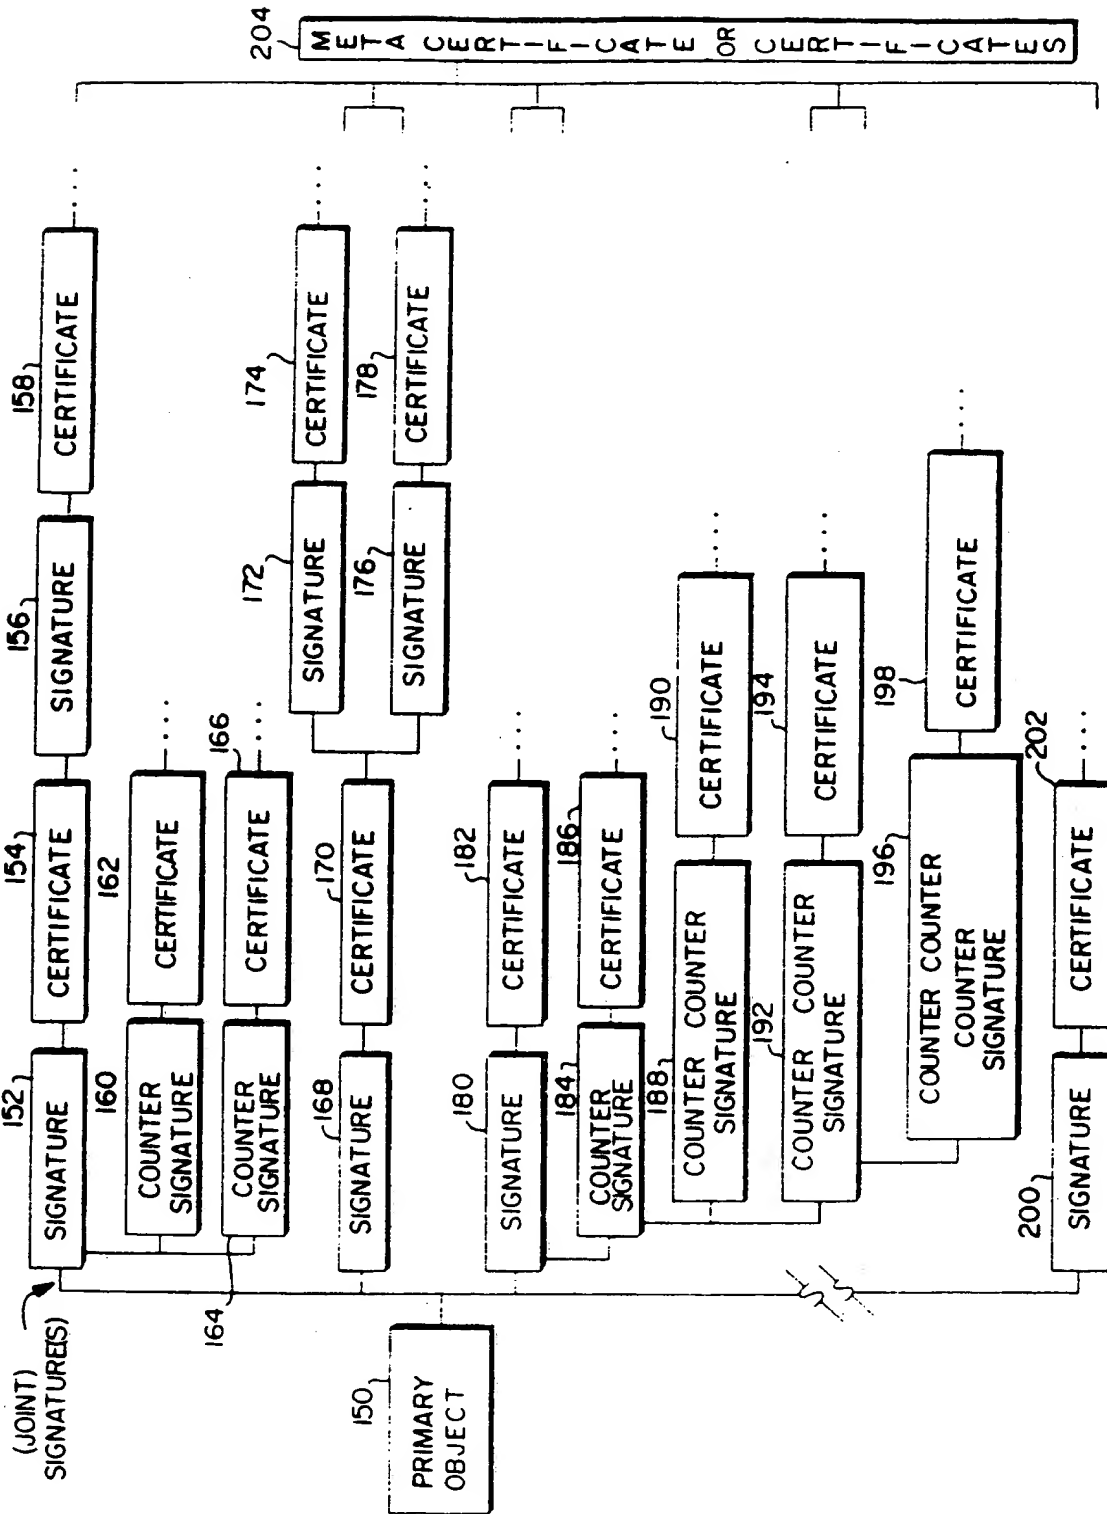 (JOINT)
SIGNATURE(S)
150
PRIMARY
OBJECT
152
SIGNATURE
154
CERTIFICATE
156
SIGNATURE
158
CERTIFICATE
....
160
COUNTER
SIGNATURE
162
CERTIFICATE
....
164
COUNTER
SIGNATURE
166
CERTIFICATE
....
168
SIGNATURE
170
CERTIFICATE
172
SIGNATURE
174
CERTIFICATE
....
176
SIGNATURE
178
CERTIFICATE
....
180
SIGNATURE
182
CERTIFICATE
....
184
COUNTER
SIGNATURE
186
CERTIFICATE
....
188
COUNTER COUNTER
SIGNATURE
190
CERTIFICATE
....
192
COUNTER COUNTER
SIGNATURE
194
CERTIFICATE
....
196
COUNTER COUNTER
COUNTER
SIGNATURE
198
CERTIFICATE
....
200
SIGNATURE
202
CERTIFICATE
....
204
META CERTIFICATE OR CERTIFICATES